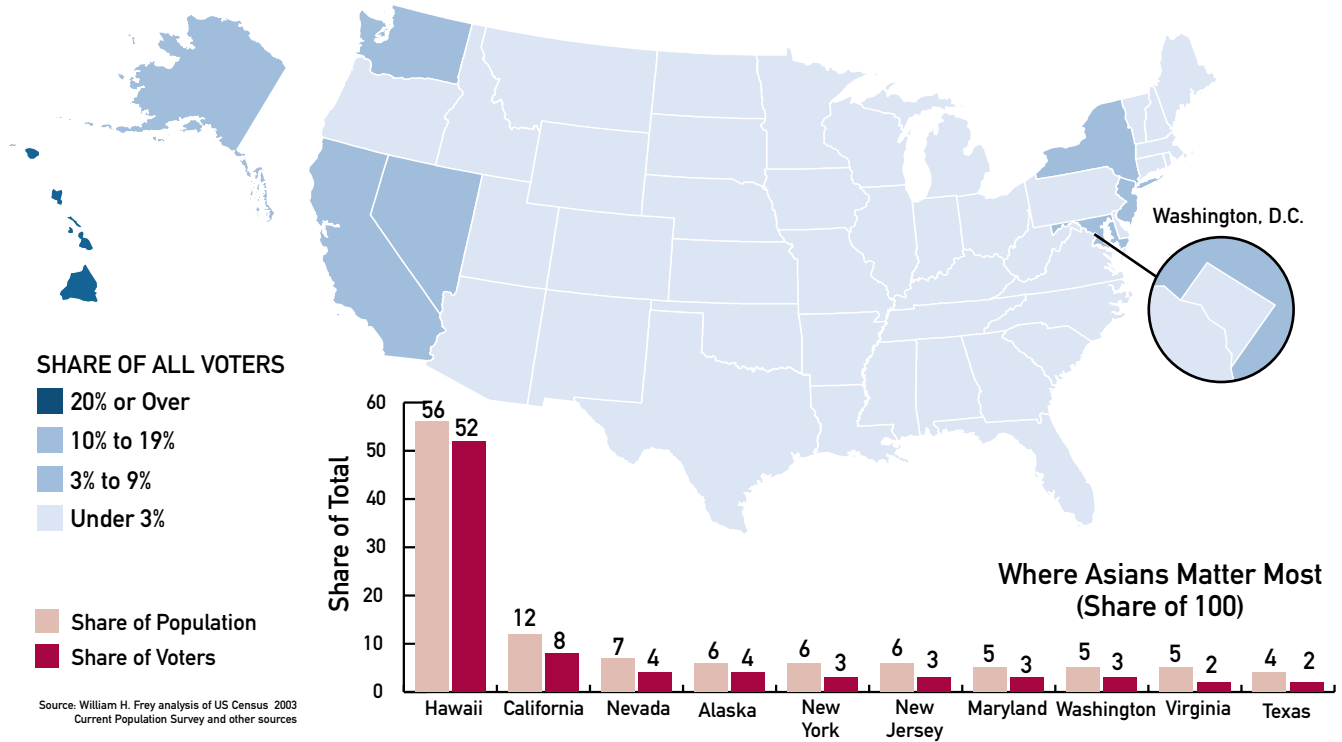 Washington, D.C.
SHARE OF ALL VOTERS
20% or Over
10% to 19%
3% to 9%
Under 3%
Share of Population
Share of Voters
Source: William H. Frey analysis of US Census 2003
Current Population Survey and other sources
Where Asians Matter Most
(Share of 100)
Share of Total
60
50
40
30
20
10
0
56 52
12 8
7 4
6 4
6 3
6 3
5 3
5 3
5 2
4 2
Hawaii
California
Nevada
Alaska
New
York
New
Jersey
Maryland
Washington
Virginia
Texas